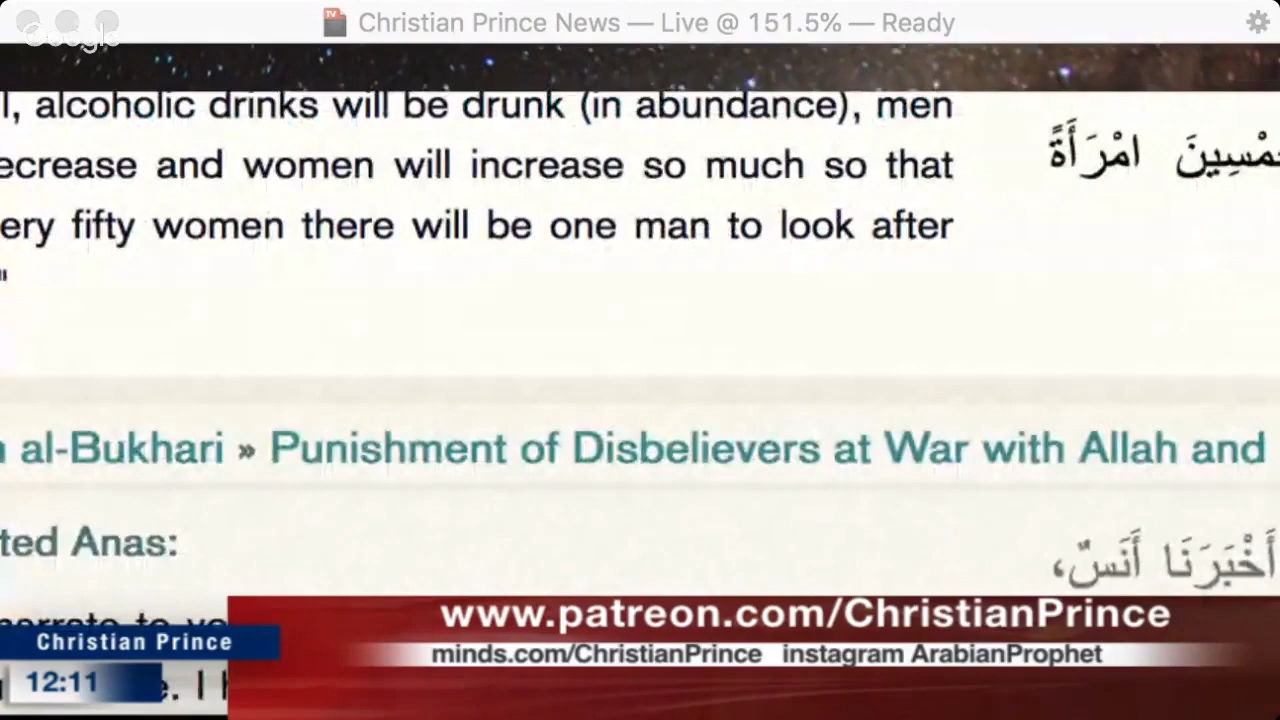 Christian Prince News — Live @ 151.5% — Ready
Google
l, alcoholic drinks will be drunk (in abundance), men
ecrease and women will increase so much so that
ery fifty women there will be one man to look after
"
امْرَأَةً
al-Bukhari » Punishment of Disbelievers at War with Allah and
ted Anas:
أَخْبَرَنَا أَنَسٌ،
www.patreon.com/ChristianPrince
Christian Prince
minds.com/ChristianPrince instagram ArabianProphet
12:11
e. I